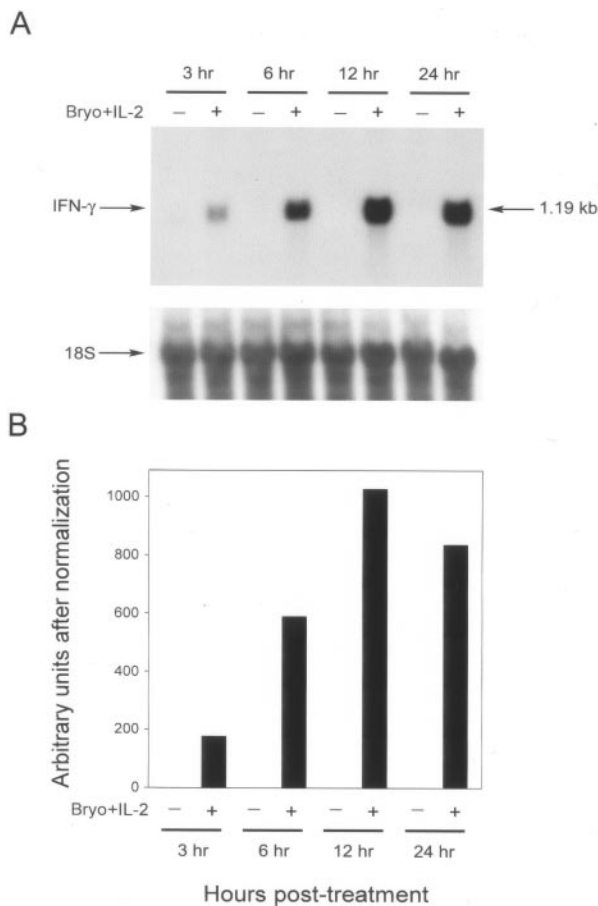 A
3 hr 6 hr 12 hr 24 hr
Bryo+IL-2 – + – + – + – +
IFN-γ 1.19 kb
18S
B
Arbitrary units after normalization
1000
800
600
400
200
0
Bryo+IL-2 – + – + – + – +
3 hr 6 hr 12 hr 24 hr
Hours post-treatment